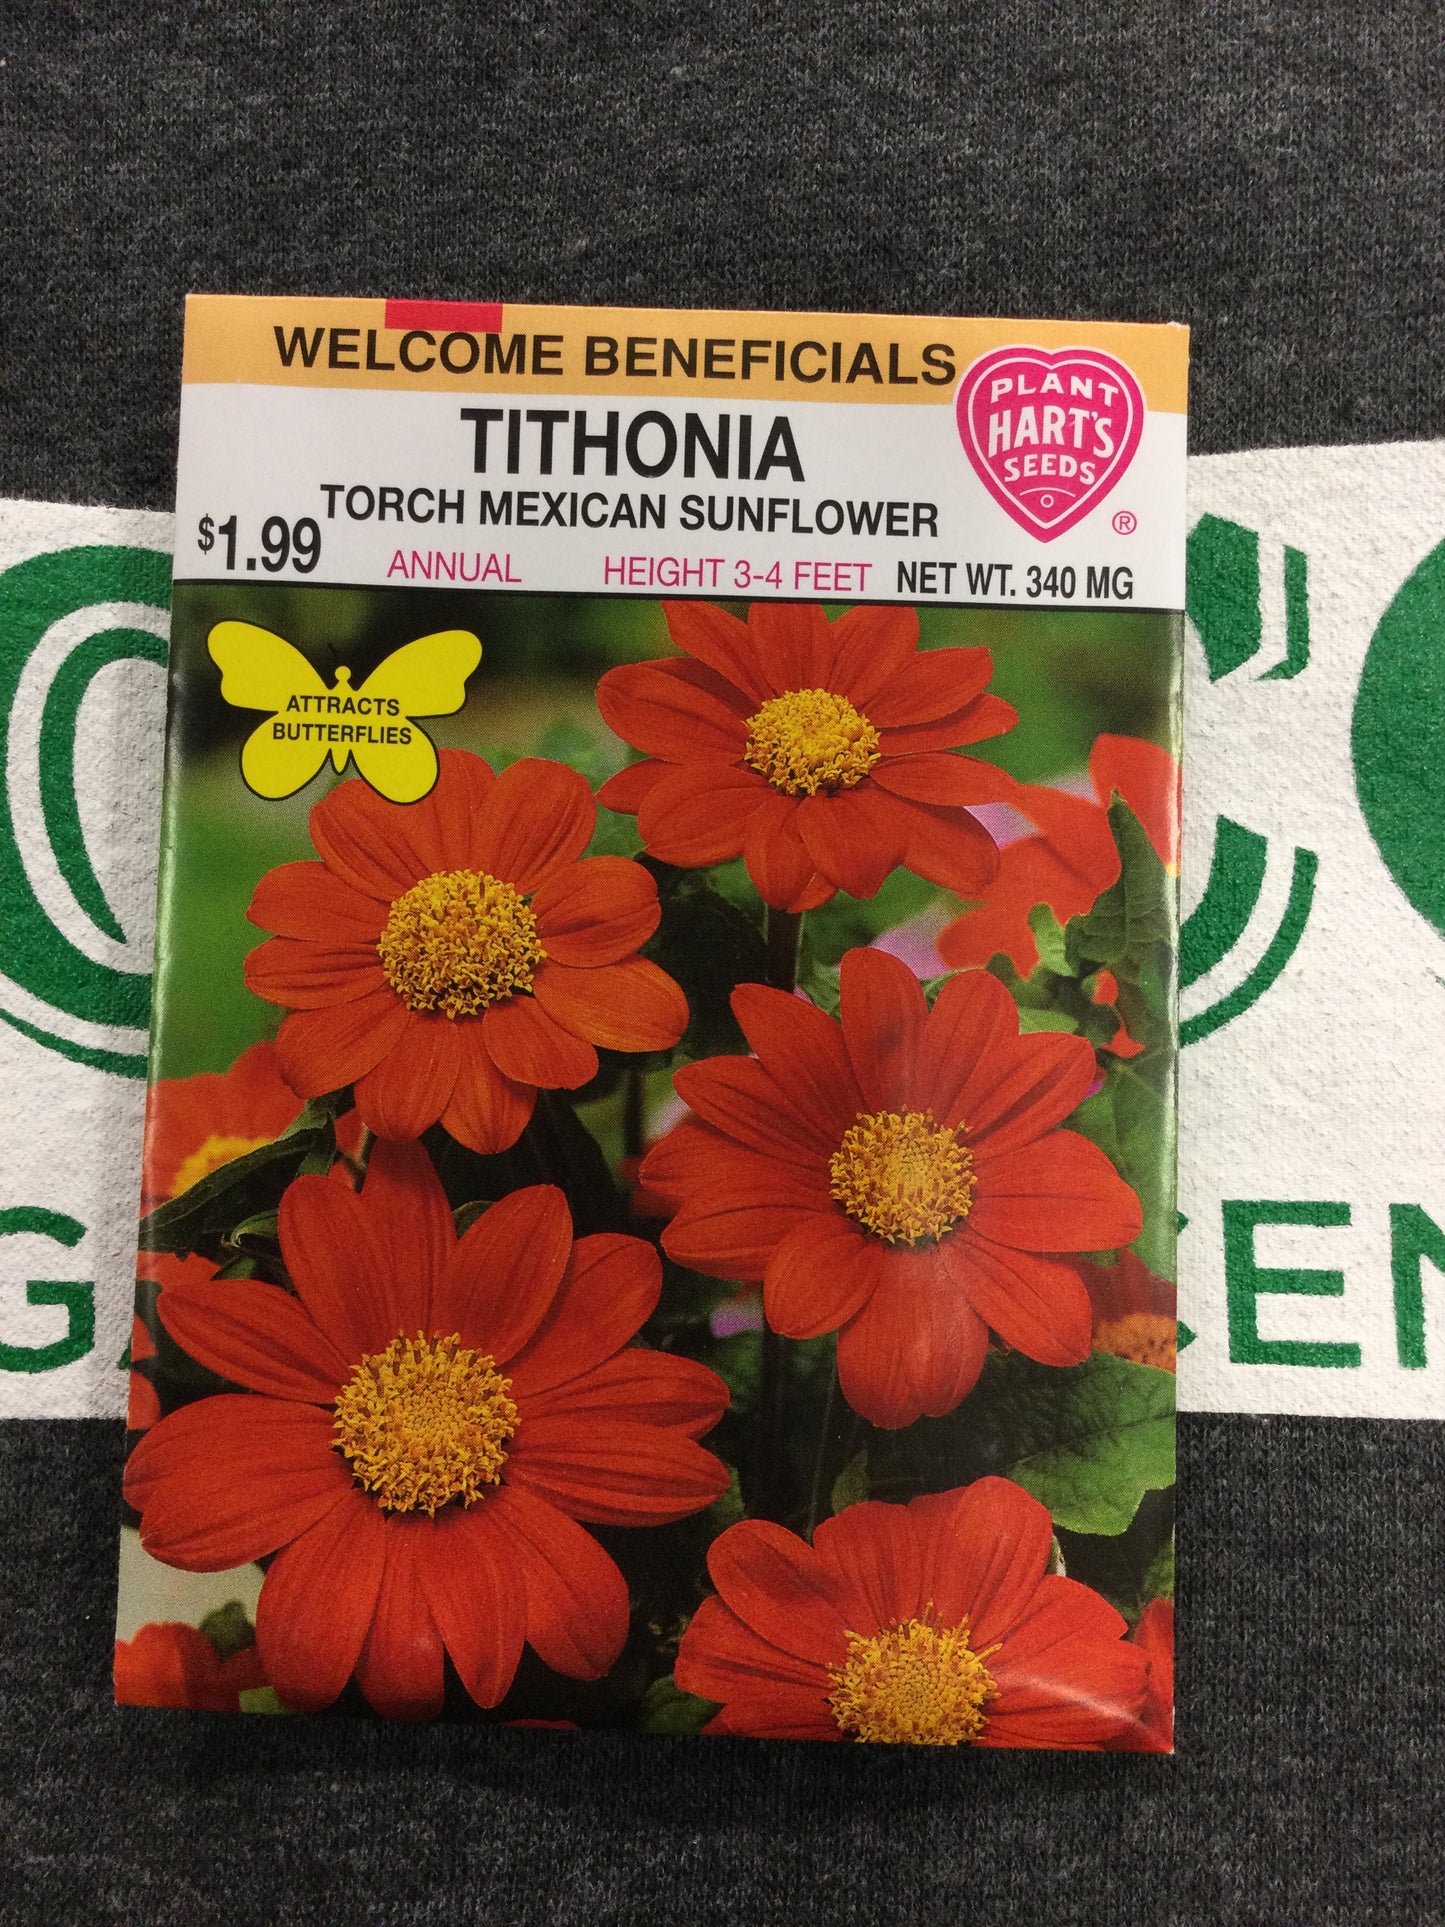 WELCOME BENEFICIALS
PLANT
HART'S
SEEDS
®
TITHONIA
TORCH MEXICAN SUNFLOWER
$1.99
ANNUAL HEIGHT 3-4 FEET NET WT. 340 MG
ATTRACTS
BUTTERFLIES